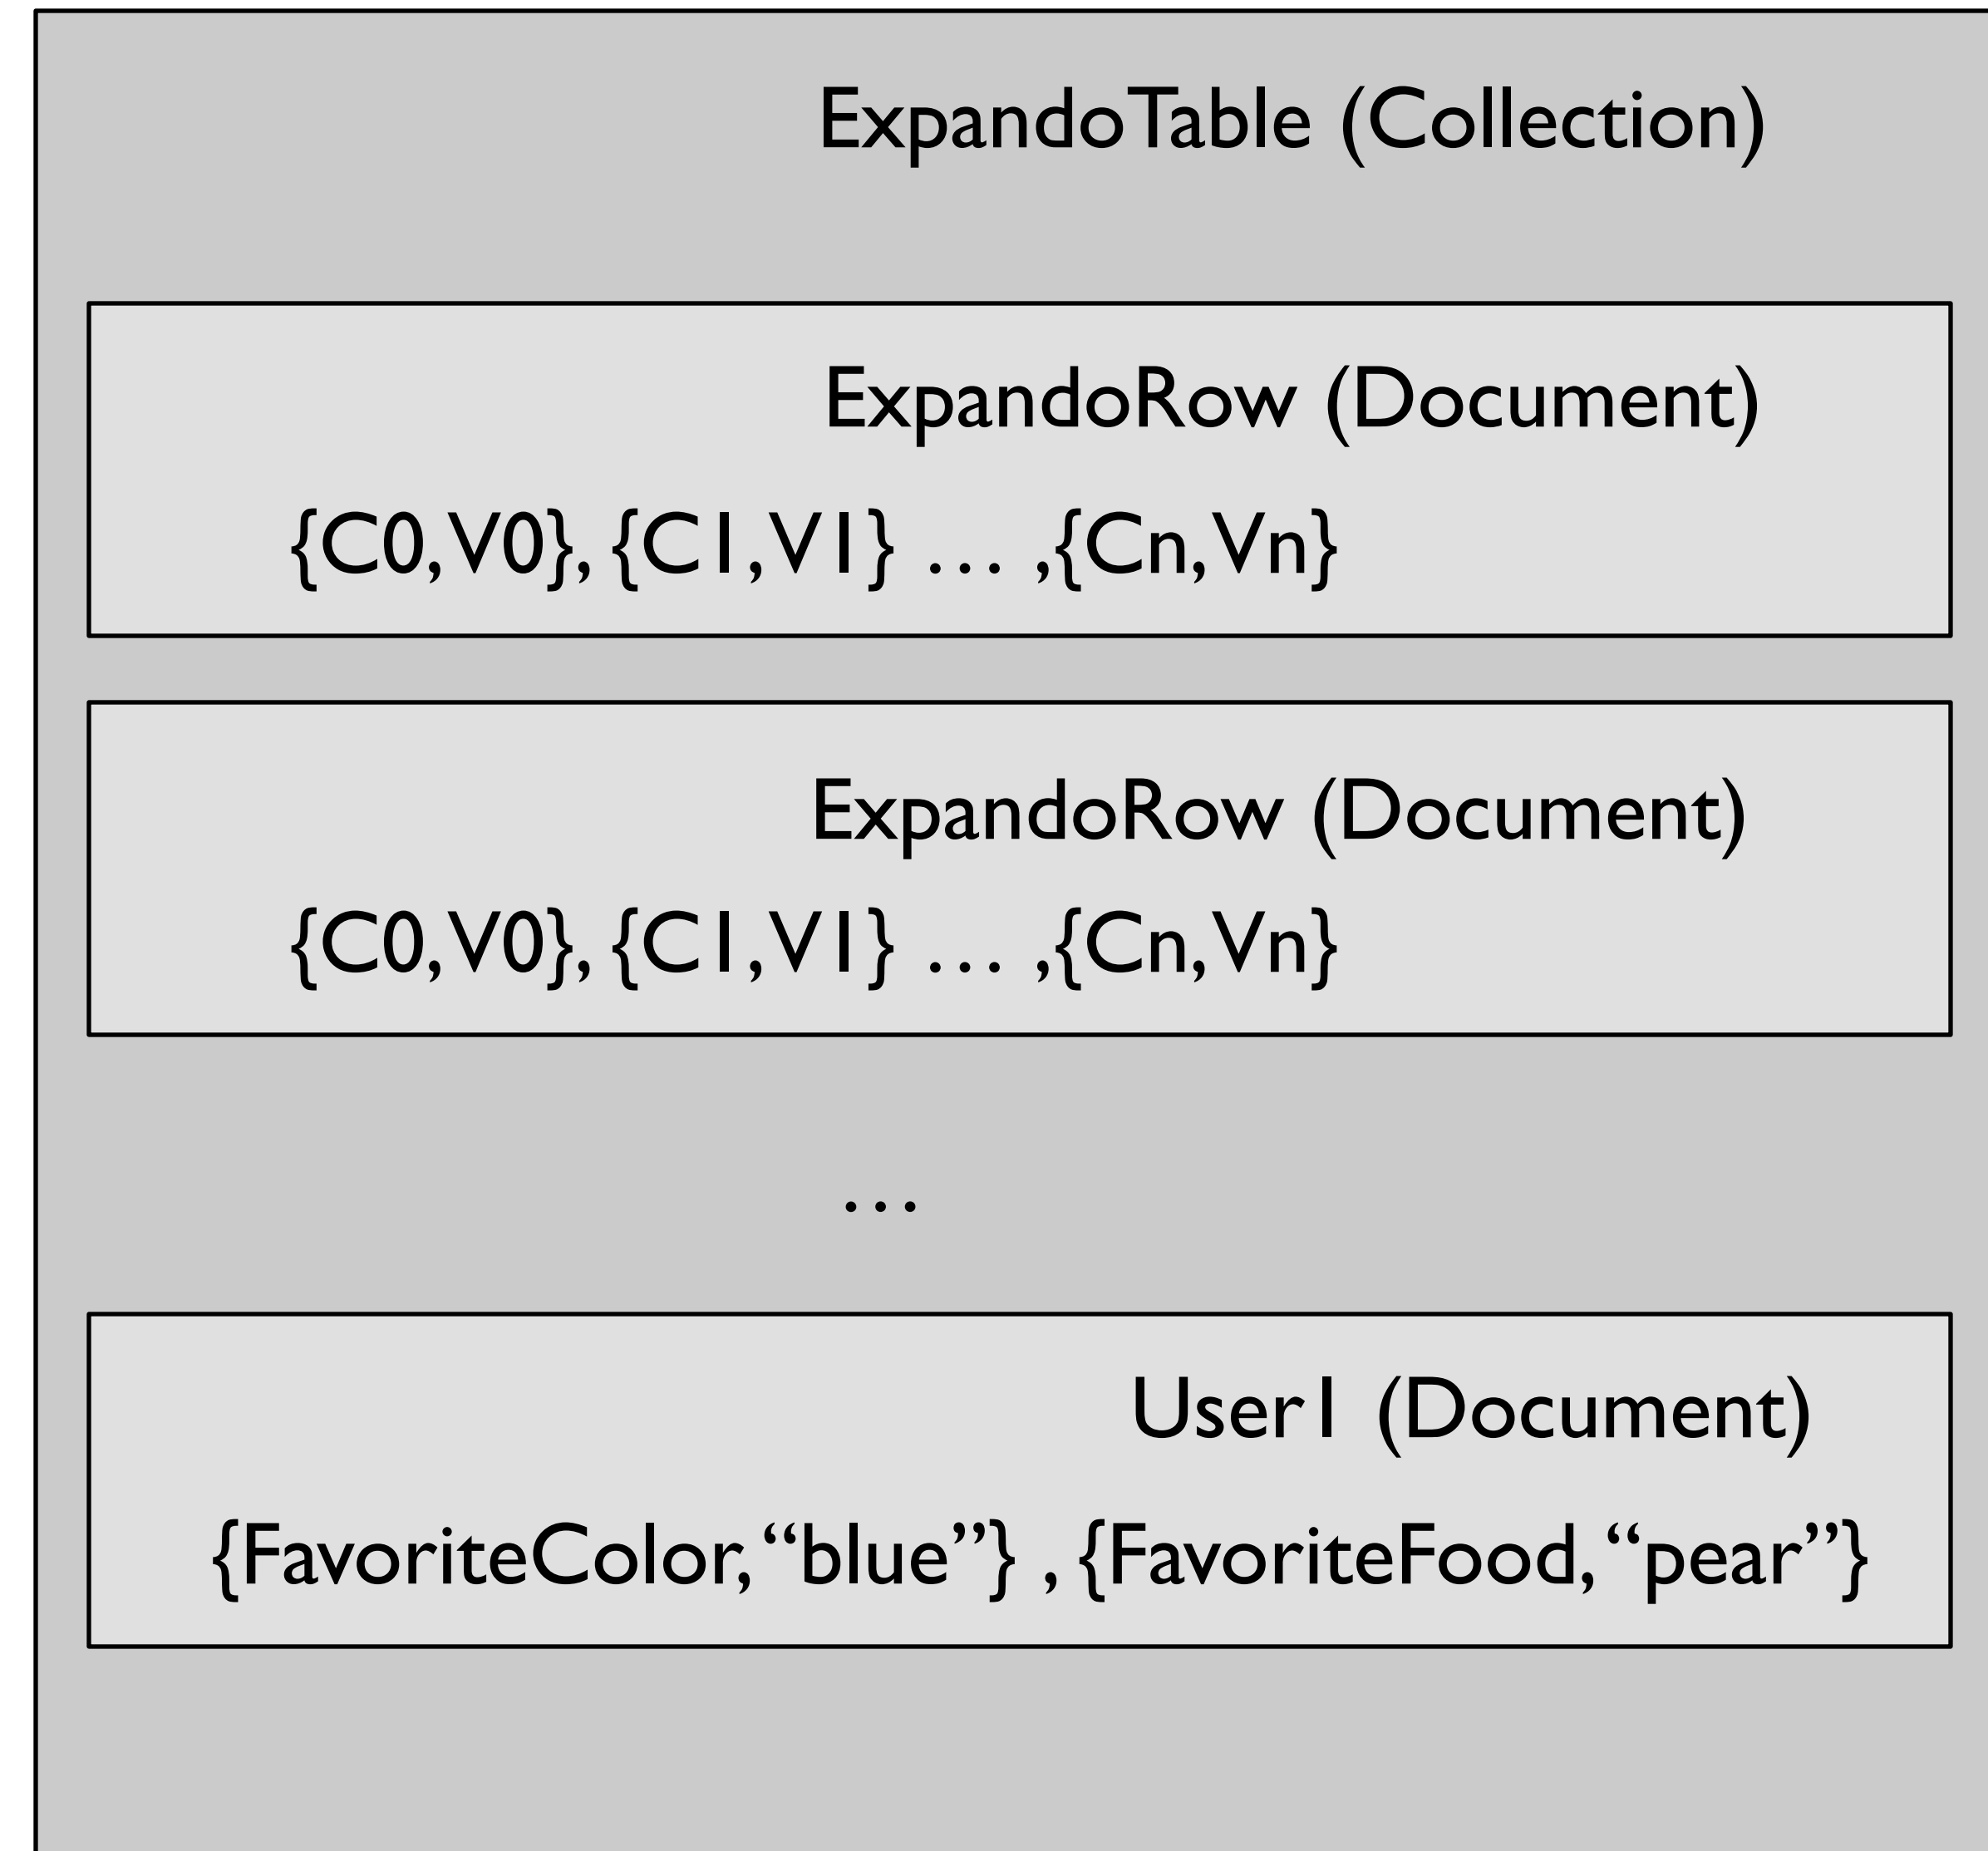 ExpandoTable (Collection)
ExpandoRow (Document)
{C0,V0},{C1,V1} ... ,{Cn,Vn}
ExpandoRow (Document)
{C0,V0},{C1,V1} ... ,{Cn,Vn}
...
User1 (Document)
{FavoriteColor,“blue”} , {FavoriteFood, “pear”}